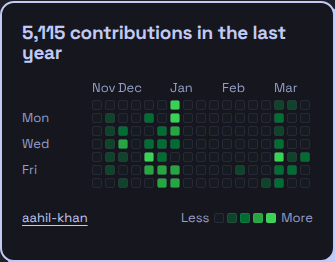 5,115 contributions in the last
year
Nov Dec Jan Feb Mar
Mon
Wed
Fri
aahil-khan Less More